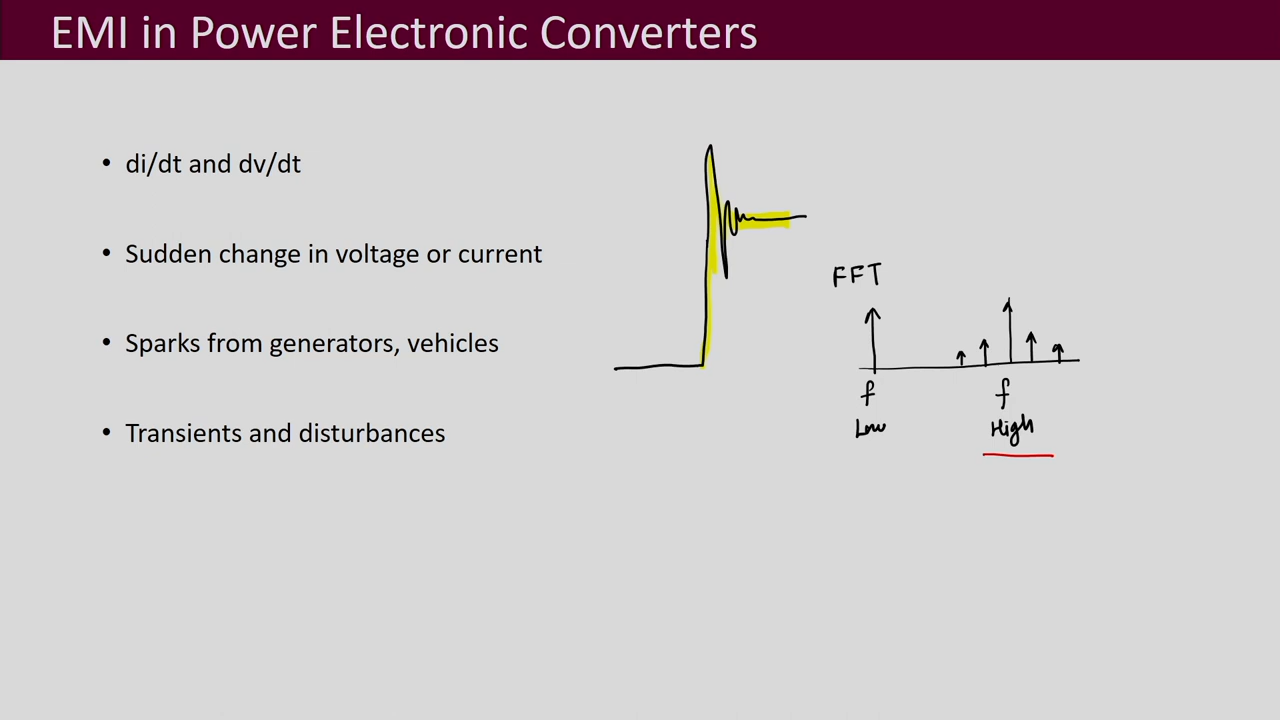 EMI in Power Electronic Converters
• di/dt and dv/dt
• Sudden change in voltage or current
• Sparks from generators, vehicles
• Transients and disturbances
FFT
f f
Low High